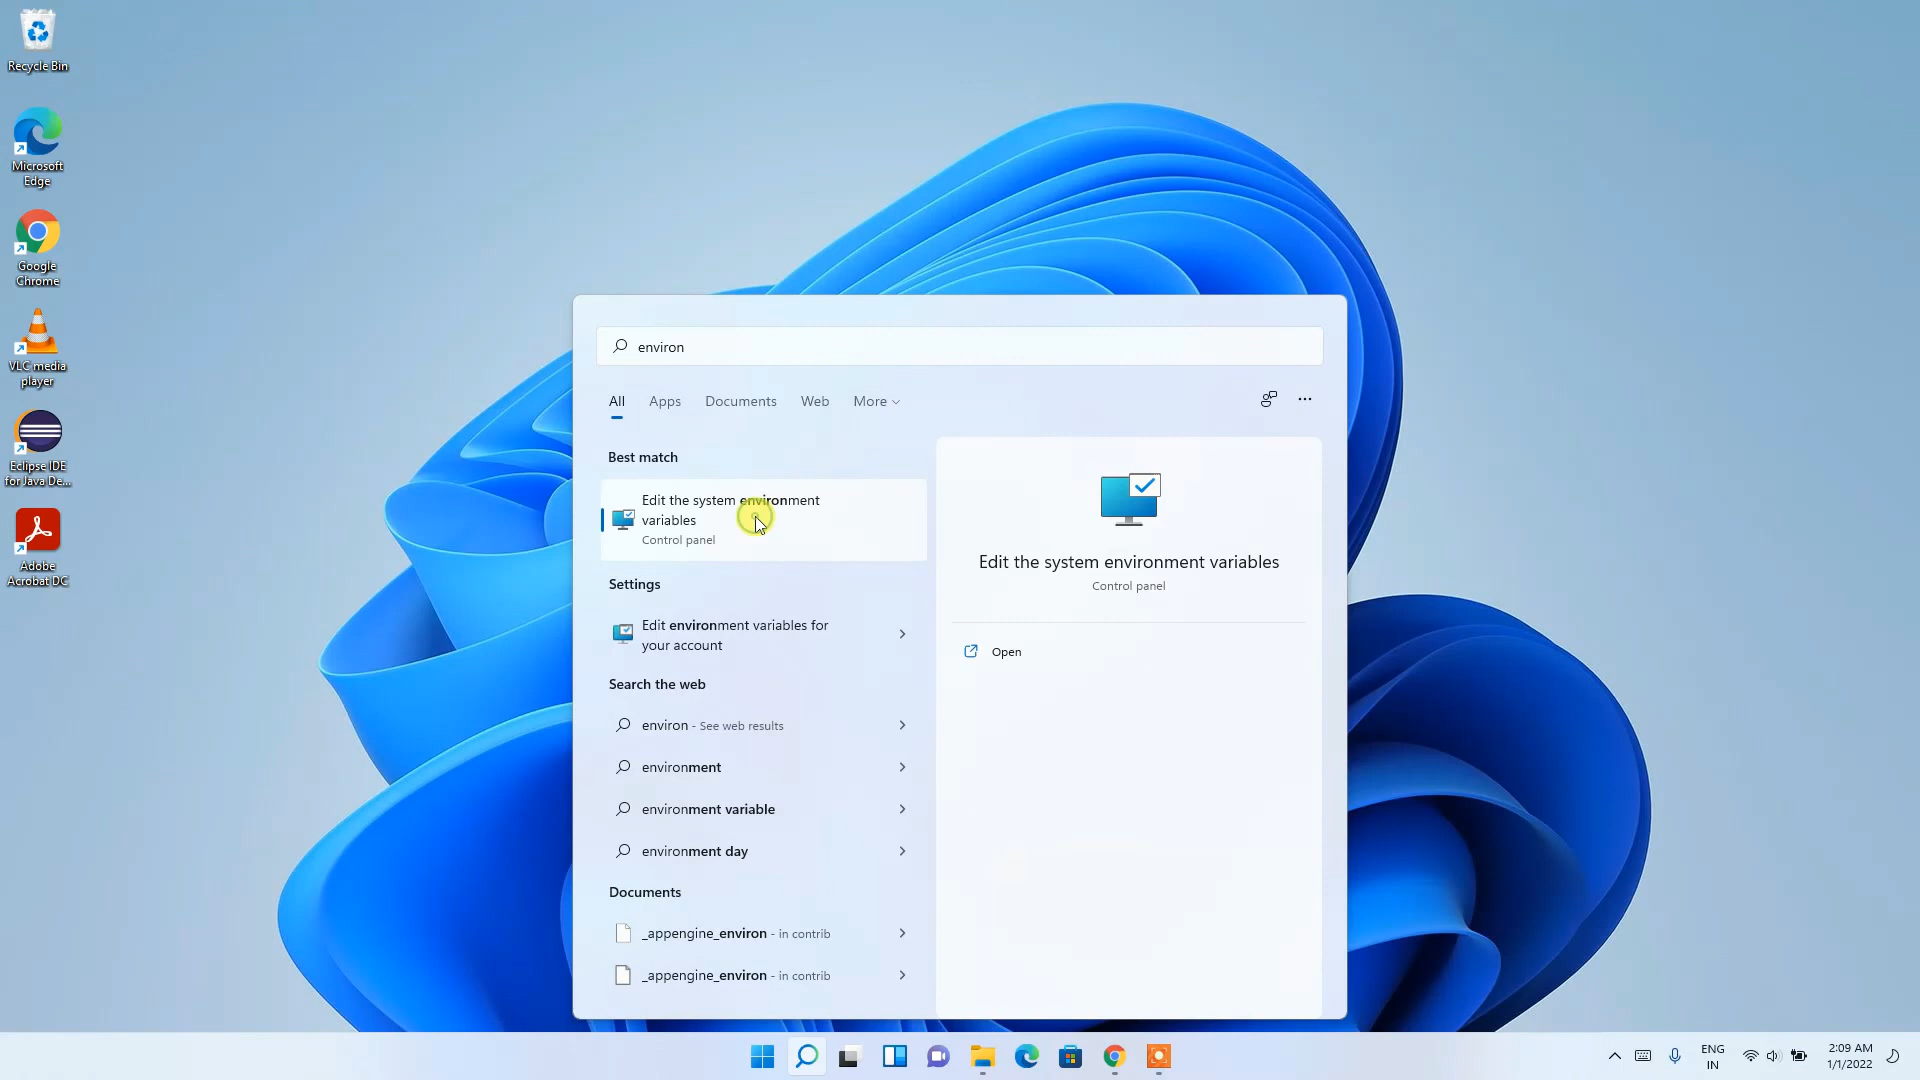 Recycle Bin
Microsoft
Edge
Google
Chrome
VLC media
player
Eclipse IDE
for Java De...
Adobe
Acrobat DC
environ
All
Apps
Documents
Web
More
Best match
Edit the system environment
variables
Control panel
Settings
Edit environment variables for
your account
Search the web
environ - See web results
environment
environment variable
environment day
Documents
_appengine_environ - in contrib
_appengine_environ - in contrib
Edit the system environment variables
Control panel
Open
ENG
IN
2:09 AM
1/1/2022